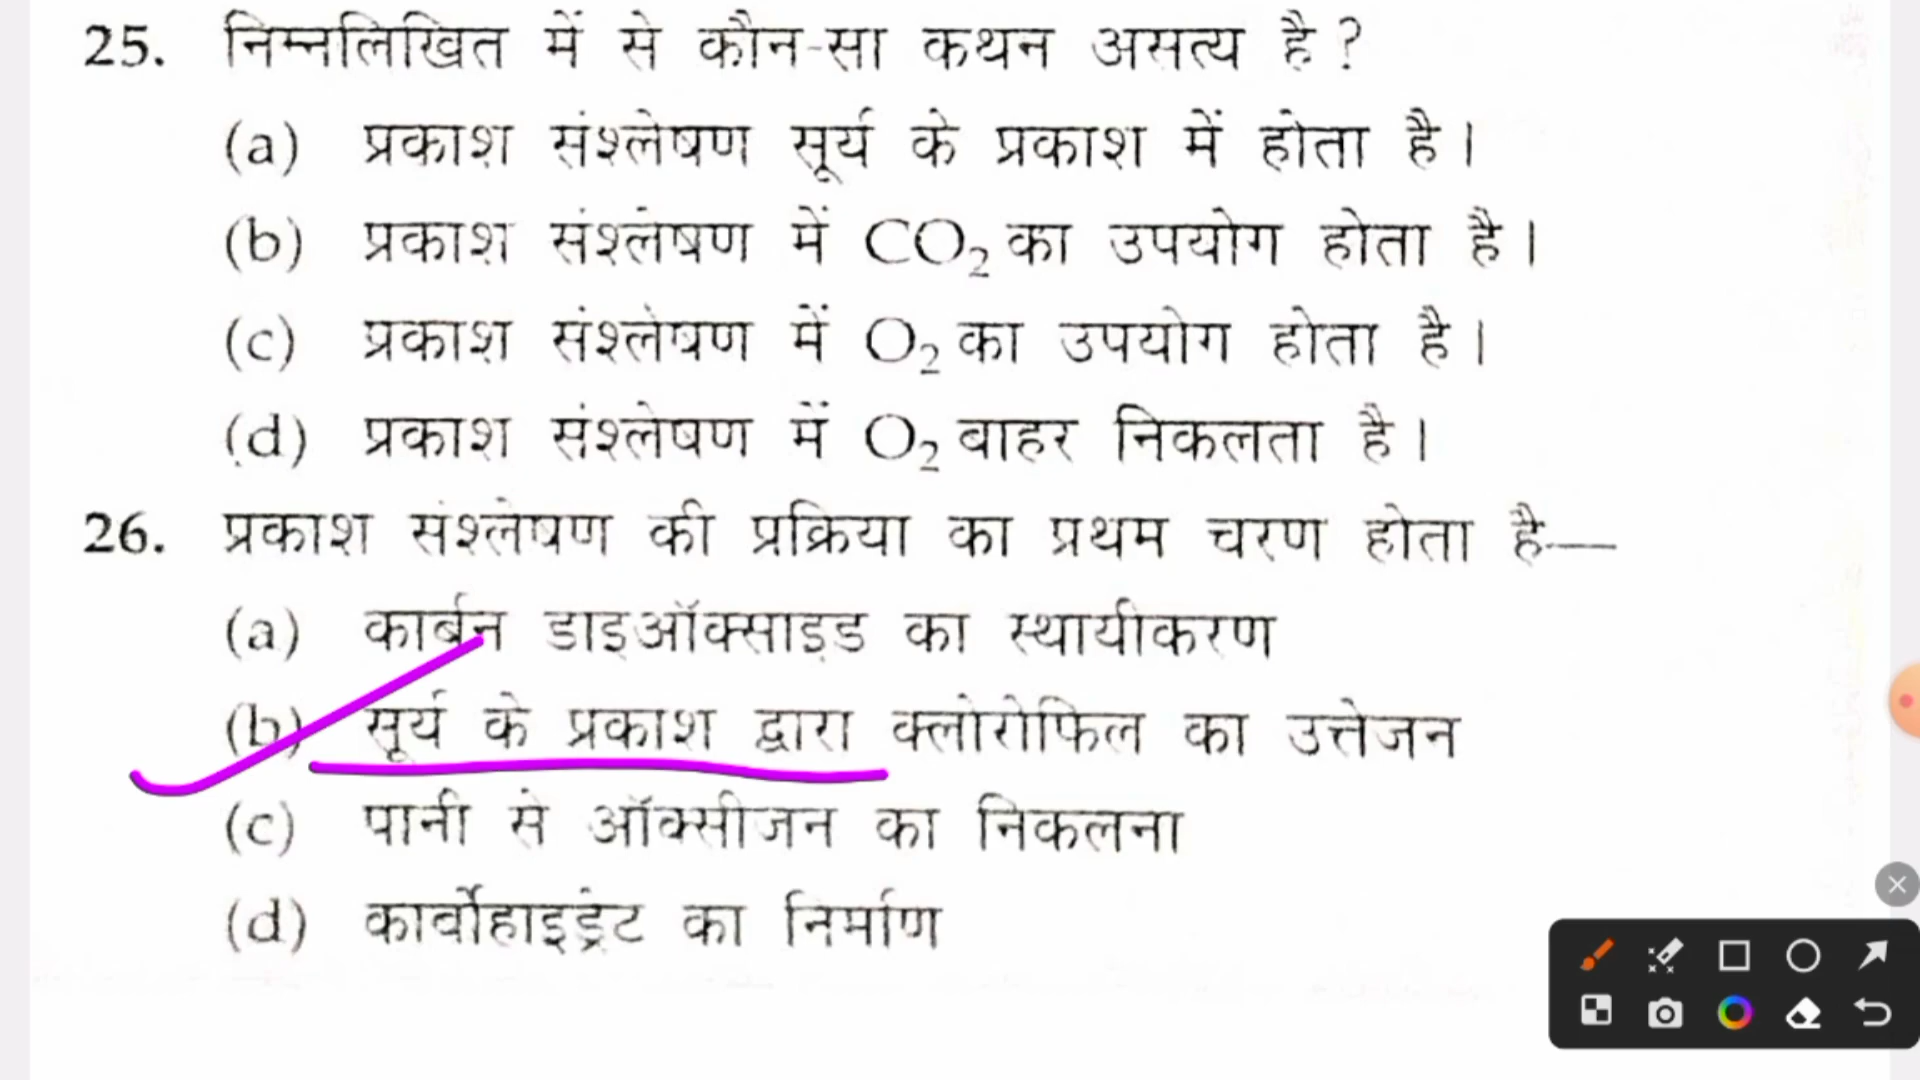 25. निम्नलिखित में से कौन-सा कथन असत्य है ?
(a) प्रकाश संश्लेषण सूर्य के प्रकाश में होता है।
(b) प्रकाश संश्लेषण में CO₂ का उपयोग होता है।
(c) प्रकाश संश्लेषण में O₂ का उपयोग होता है।
(d) प्रकाश संश्लेषण में O₂ बाहर निकलता है।
26. प्रकाश संश्लेषण की प्रक्रिया का प्रथम चरण होता है—
(a) कार्बन डाइऑक्साइड का स्थायीकरण
(b) सूर्य के प्रकाश द्वारा क्लोरोफिल का उत्तेजन
(c) पानी से ऑक्सीजन का निकलना
(d) कार्बोहाइड्रेट का निर्माण